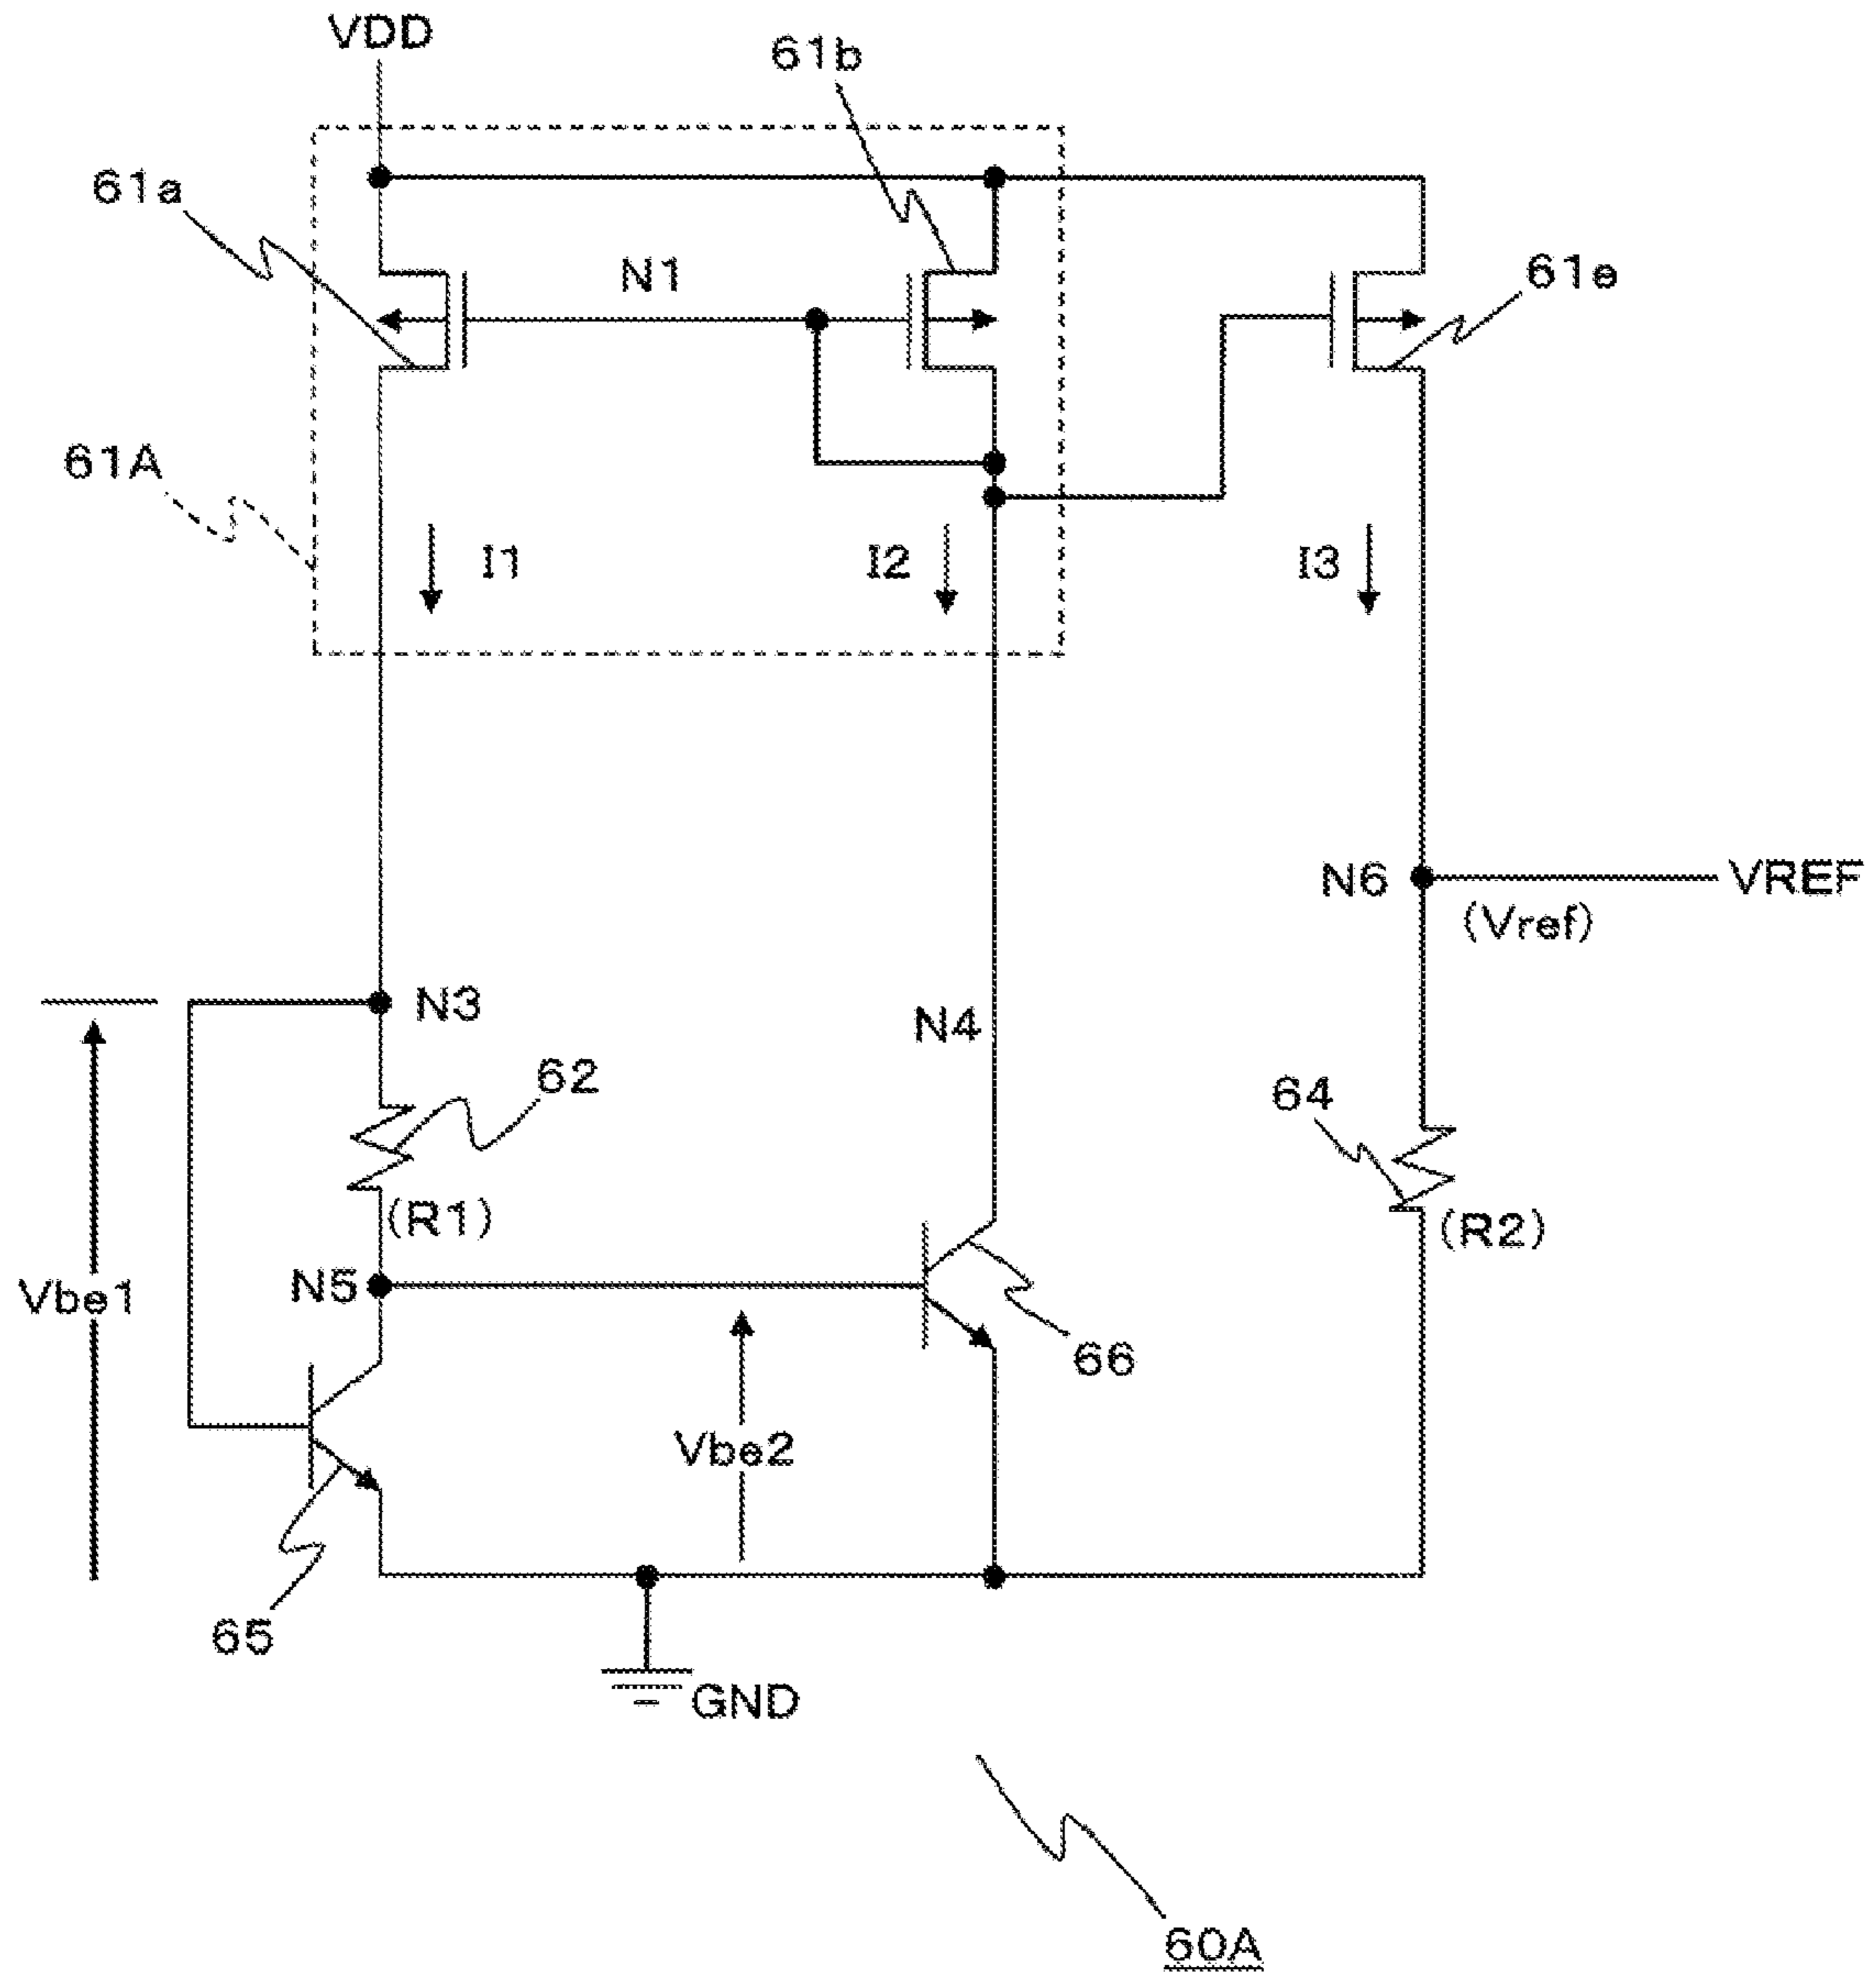 VDD
61b
61a
N1
61e
61A
I1
I2
I3
N6
VREF
(Vref)
N3
N4
62
64
(R1)
(R2)
N5
Vbe1
66
Vbe2
65
GND
60A